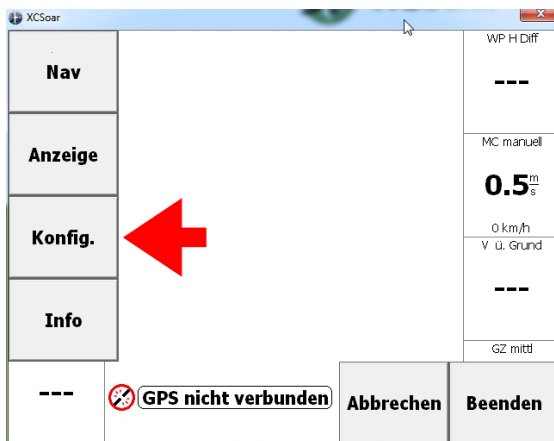 XCSoar
Nav
Anzeige
Konfig.
Info
---
GPS nicht verbunden
Abbrechen
Beenden
WP H Diff
---
MC manuell
0.5 m/s
0 km/h
V ü. Grund
---
GZ mittl